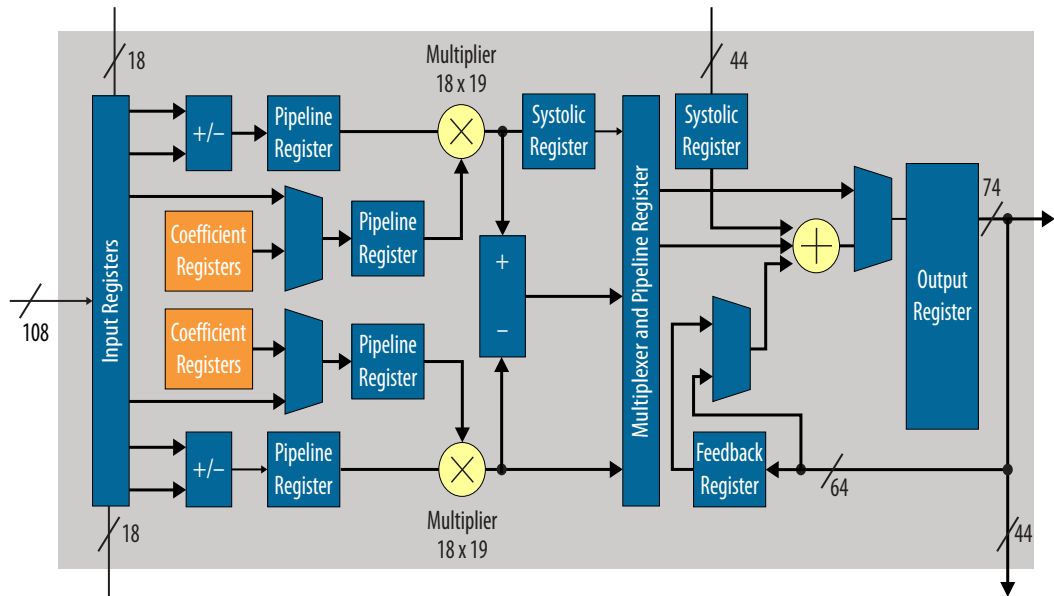 18
44
Multiplier
18 x 19
Pipeline
Register
Systolic
Register
Systolic
Register
+/–
Coefficient
Registers
Pipeline
Register
+
–
74
108
Input Registers
Multiplexer and Pipeline Register
Output
Register
Coefficient
Registers
Pipeline
Register
+/–
Pipeline
Register
Feedback
Register
64
Multiplier
18 x 19
18
44